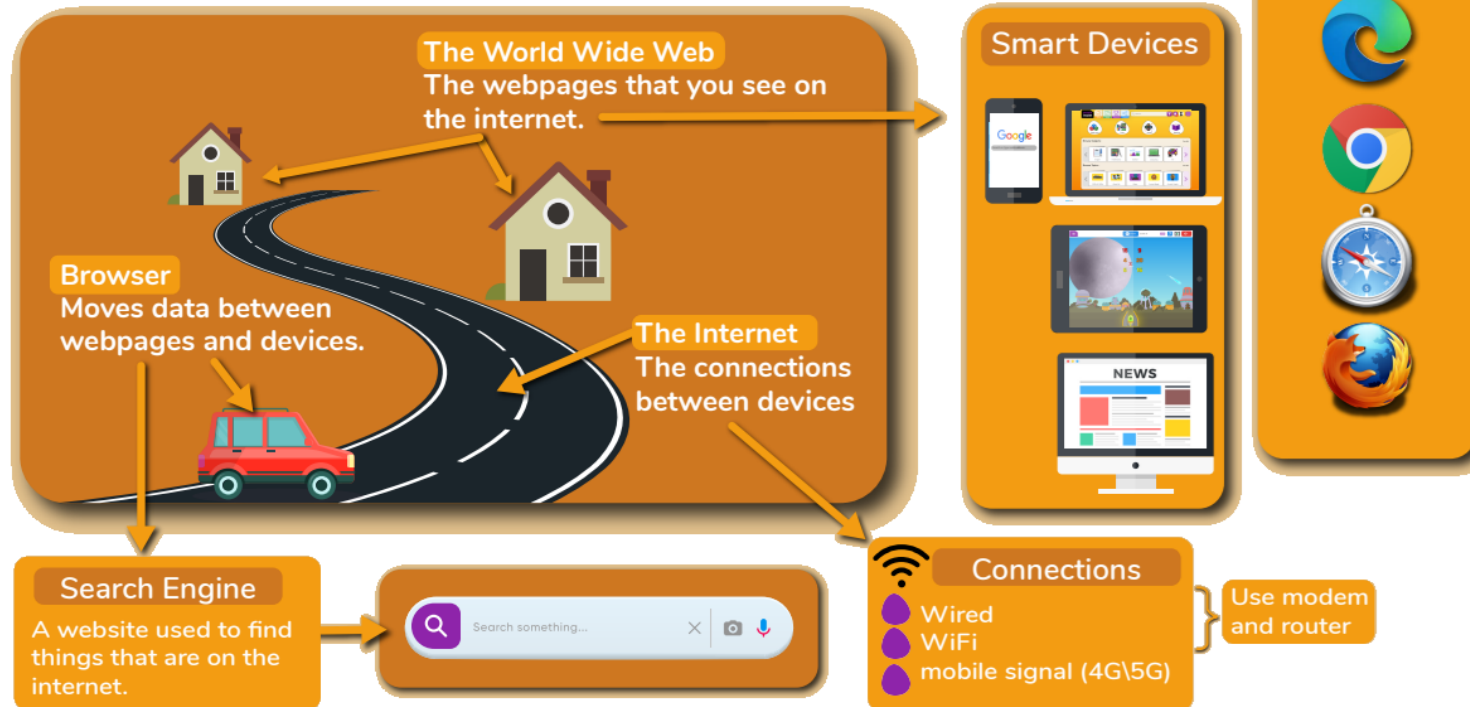 The World Wide Web
The webpages that you see on
the internet.
Browser
Moves data between
webpages and devices.
The Internet
The connections
between devices
Smart Devices
Google
NEWS
Search Engine
A website used to find
things that are on the
internet.
Search something...
Connections
Wired
WiFi
mobile signal (4G\5G)
Use modem
and router